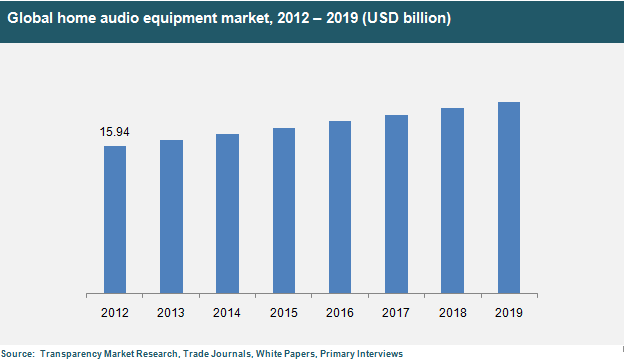 Global home audio equipment market, 2012 – 2019 (USD billion)
15.94
2012 2013 2014 2015 2016 2017 2018 2019
Source: Transparency Market Research, Trade Journals, White Papers, Primary Interviews